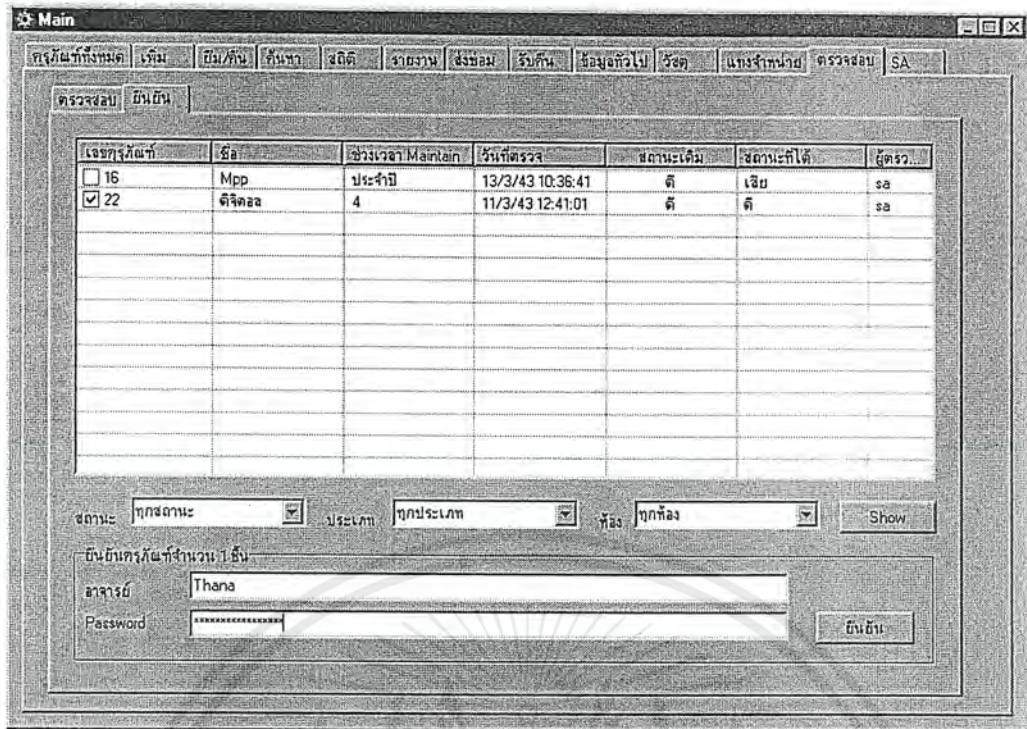 Main
ครุภัณฑ์ทั้งหมด เพิ่ม ยืม/คืน ค้นหา สถิติ รายงาน ส่งซ่อม รับคืน ข้อมูลทั่วไป วัสดุ แทงจำหน่าย ตรวจสอบ SA
ตรวจสอบ ยืนยัน
เลขครุภัณฑ์ ชื่อ ช่วงเวลา Maintain วันที่ตรวจ สถานะเดิม สถานะที่ได้ ผู้ตรว...
16 Mpp ประจำปี 13/3/43 10:36:41 ดี เสีย sa
22 ดิจิตอล 4 11/3/43 12:41:01 ดี ดี sa
สถานะ ทุกสถานะ ประเภท ทุกประเภท ห้อง ทุกห้อง Show
ยืนยันครุภัณฑ์จำนวน 1 ชิ้น
อาจารย์ Thana
Password ****************
ยืนยัน